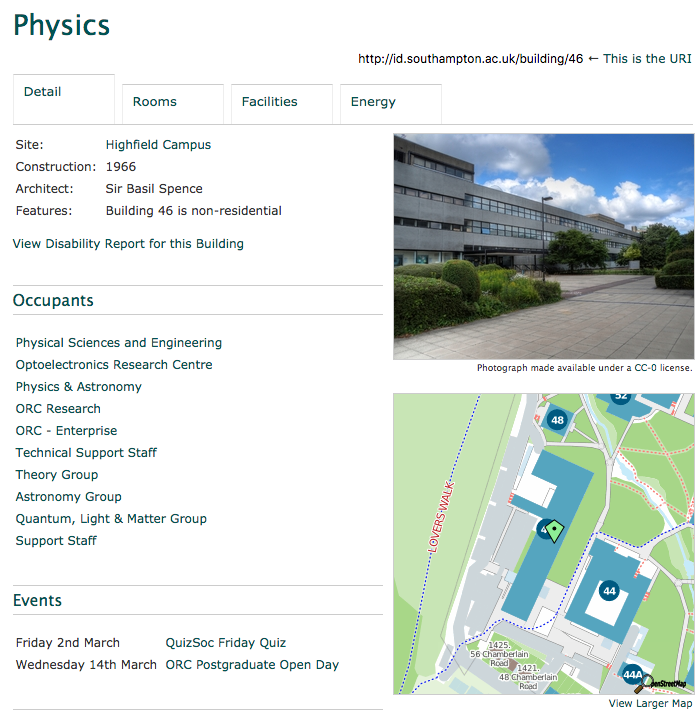 Physics
http://id.southampton.ac.uk/building/46 ← This is the URI
Detail
Rooms
Facilities
Energy
Site: Highfield Campus
Construction: 1966
Architect: Sir Basil Spence
Features: Building 46 is non-residential
View Disability Report for this Building
Occupants
Physical Sciences and Engineering
Optoelectronics Research Centre
Physics & Astronomy
ORC Research
ORC - Enterprise
Technical Support Staff
Theory Group
Astronomy Group
Quantum, Light & Matter Group
Support Staff
Events
Friday 2nd March QuizSoc Friday Quiz
Wednesday 14th March ORC Postgraduate Open Day
Photograph made available under a CC-0 license.
52
48
LOVERS WALK
4
44
1425.
56 Chamberlain
Road
1421.
48 Chamberlain
Road
44A
penStreetMap
View Larger Map